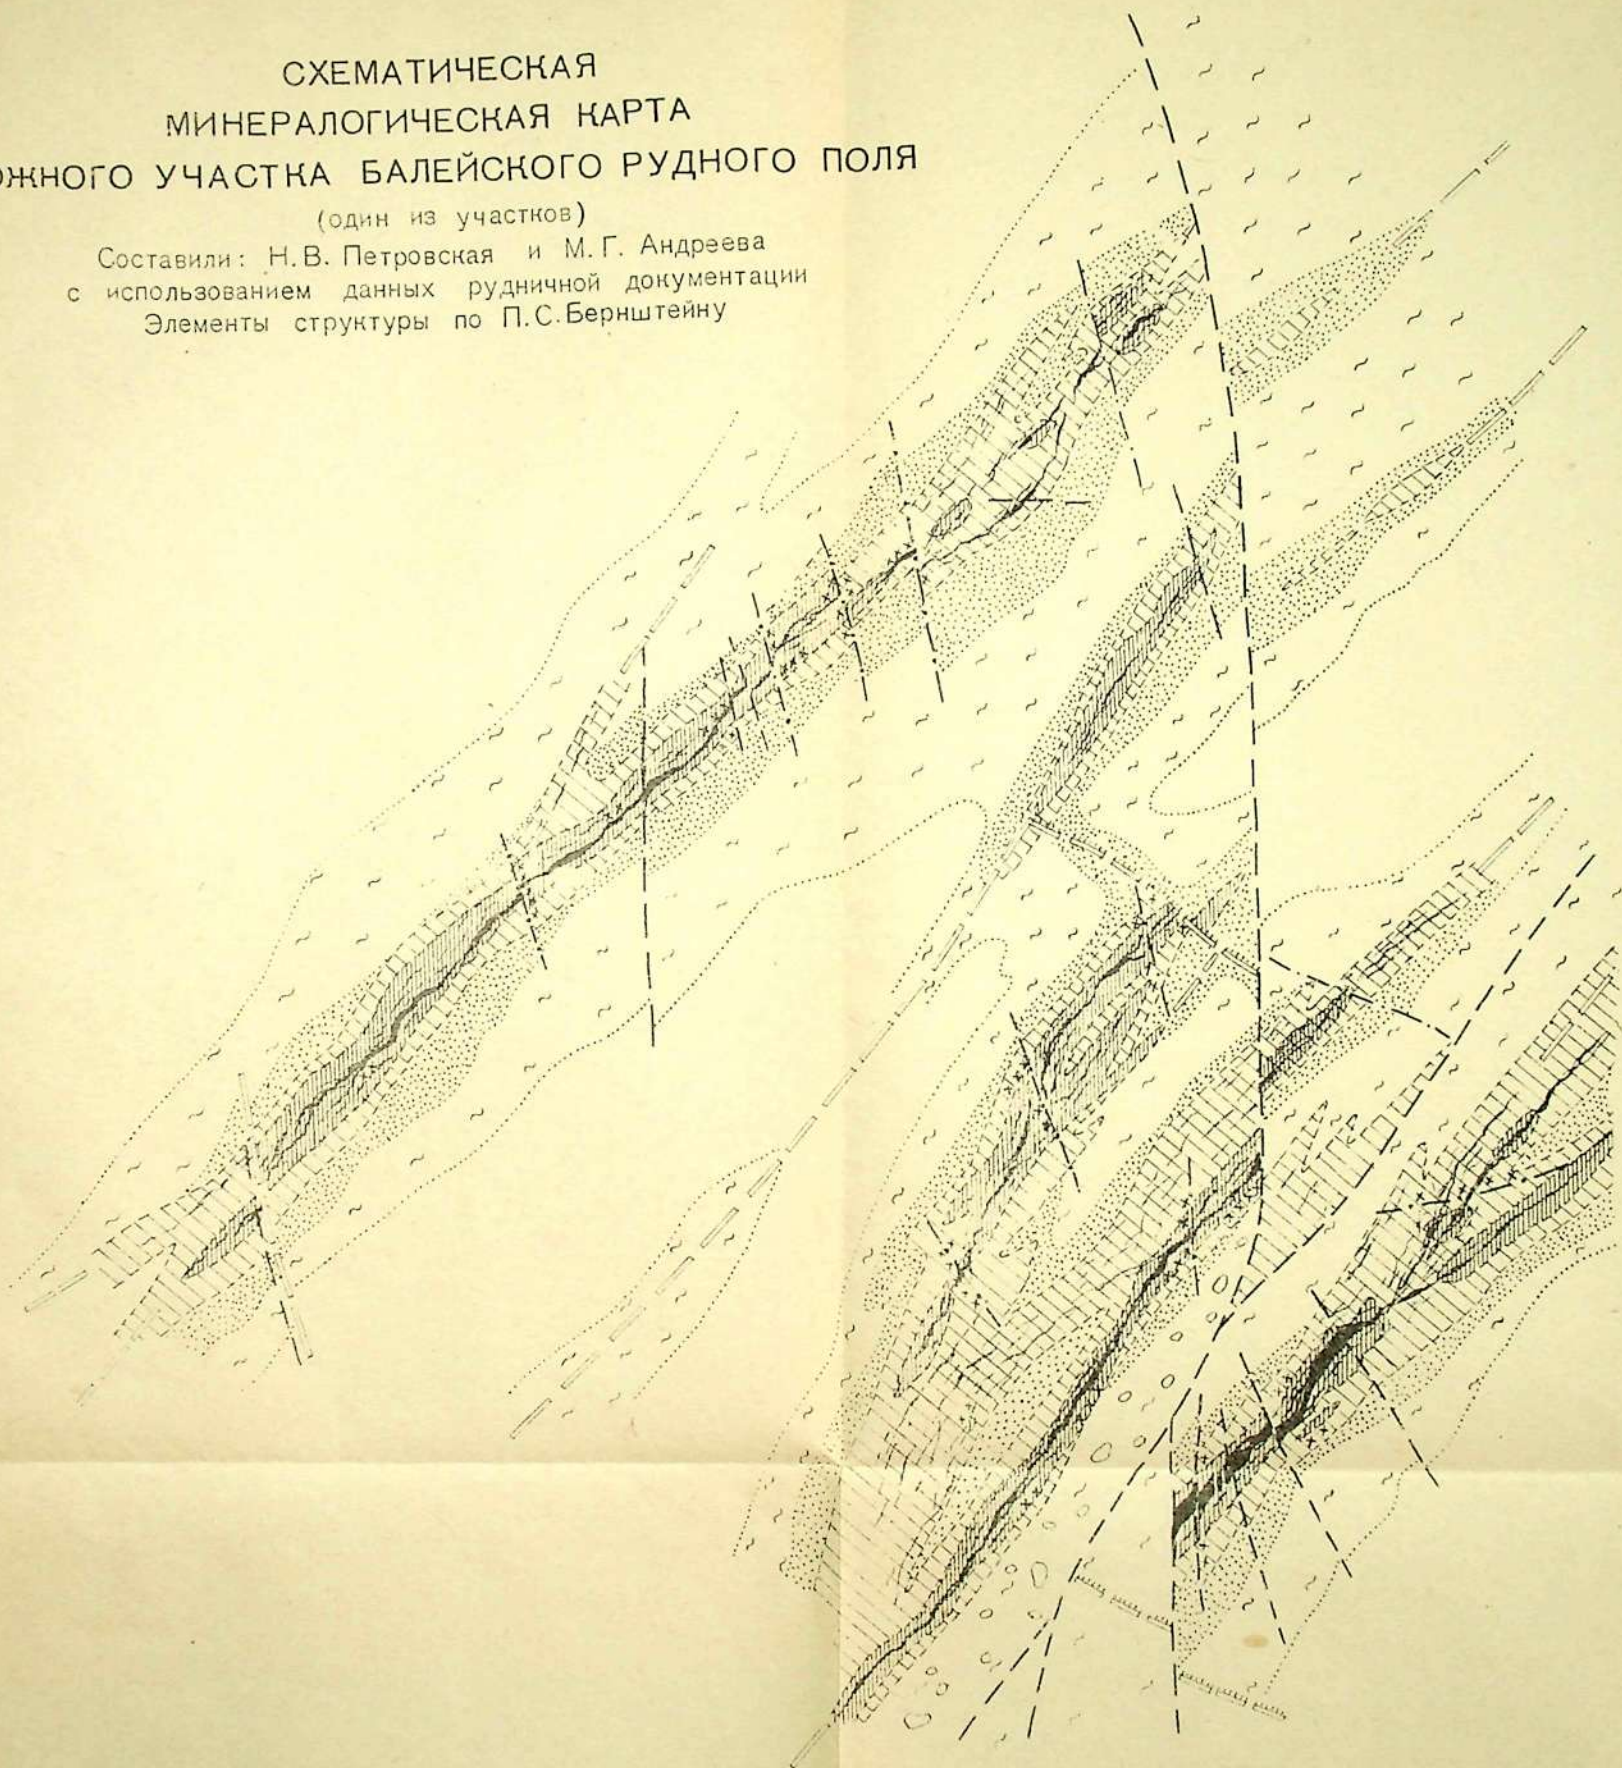 СХЕМАТИЧЕСКАЯ
МИНЕРАЛОГИЧЕСКАЯ КАРТА
ЮЖНОГО УЧАСТКА БАЛЕЙСКОГО РУДНОГО ПОЛЯ
(один из участков)
Составили: Н.В. Петровская и М.Г. Андреева
с использованием данных рудничной документации
Элементы структуры по П.С. Бернштейну